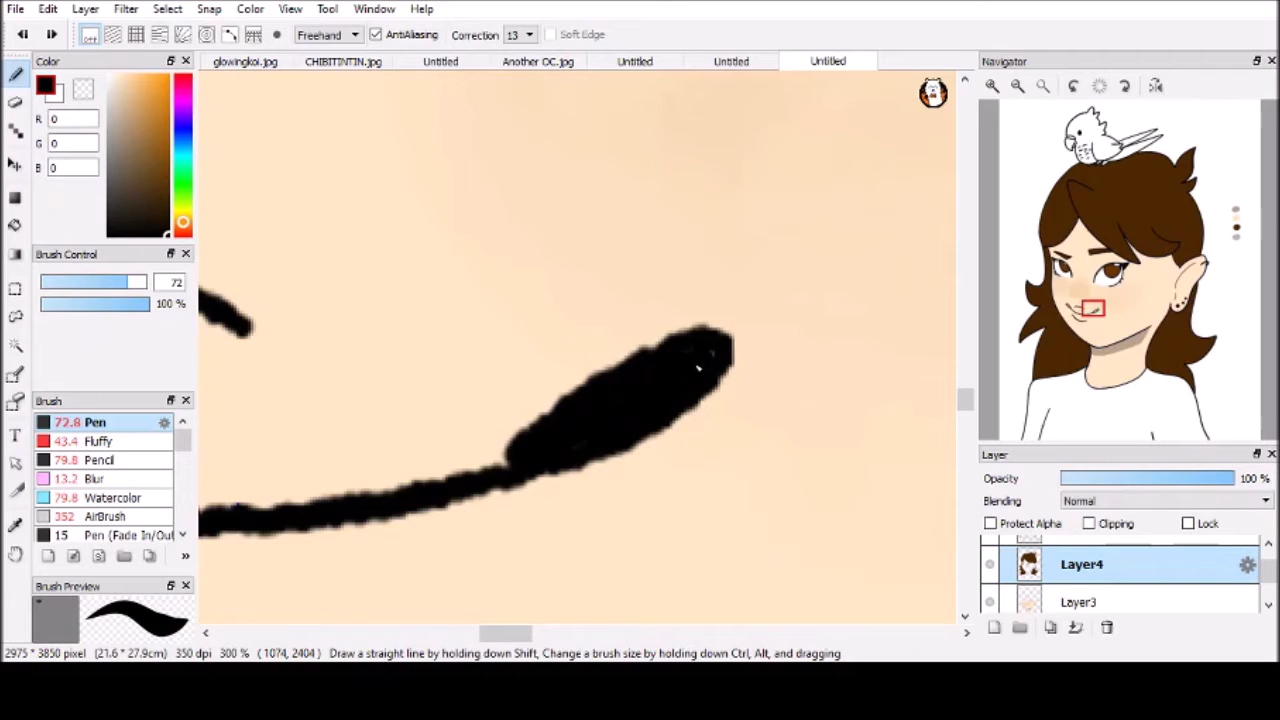 File Edit Layer Filter Select Snap Color View Tool Window Help
off Freehand AntiAliasing Correction 13 Soft Edge
Color
glowingkoi.jpg CHIBITINTIN.jpg Untitled Another OC.jpg Untitled Untitled Untitled
Navigator
R 0
G 0
B 0
Brush Control
72
100 %
Brush
72.8 Pen
43.4 Fluffy
79.8 Pencil
13.2 Blur
79.8 Watercolor
352 AirBrush
15 Pen (Fade In/Out
Brush Preview
Layer
Opacity 100 %
Blending Normal
Protect Alpha Clipping Lock
Layer4
Layer3
T
2975 * 3850 pixel (21.6 * 27.9cm) 350 dpi 300 % ( 1074, 2404 ) Draw a straight line by holding down Shift, Change a brush size by holding down Ctrl, Alt, and dragging